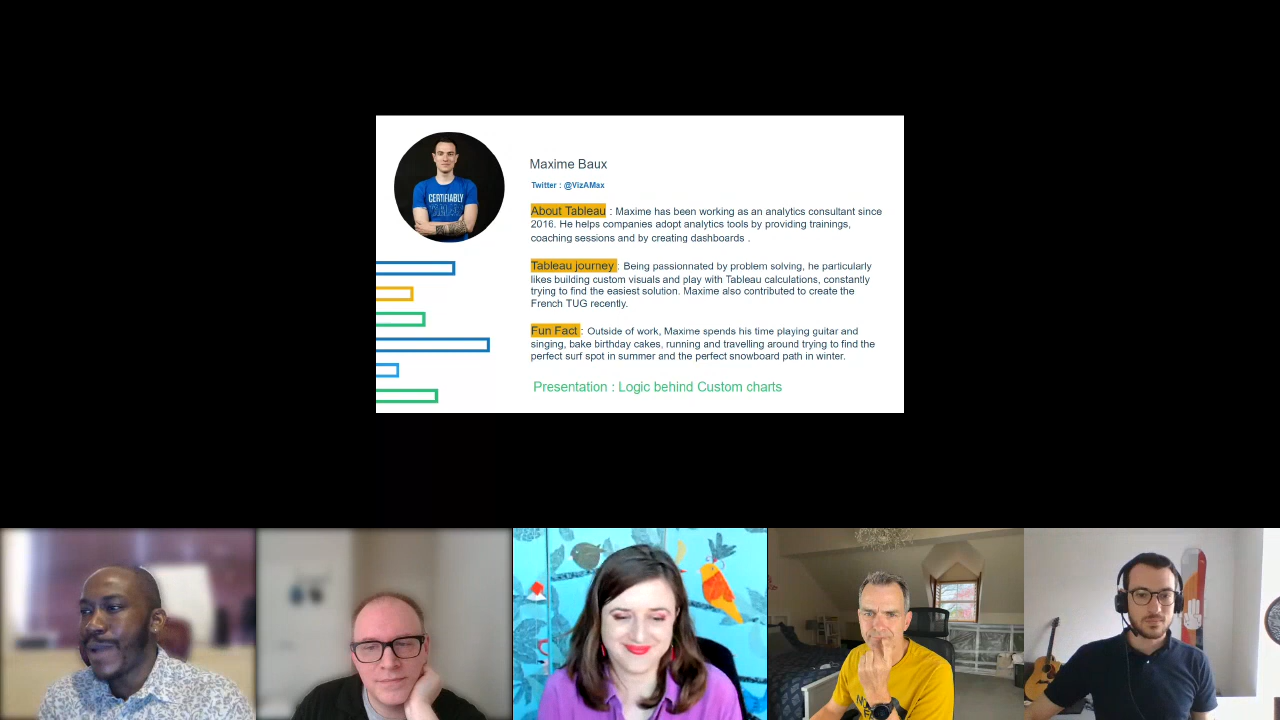 CERTIFIABLY
TABLEAU
Maxime Baux
Twitter : @VizAMax
About Tableau : Maxime has been working as an analytics consultant since
2016. He helps companies adopt analytics tools by providing trainings,
coaching sessions and by creating dashboards .
Tableau journey : Being passionnated by problem solving, he particularly
likes building custom visuals and play with Tableau calculations, constantly
trying to find the easiest solution. Maxime also contributed to create the
French TUG recently.
Fun Fact : Outside of work, Maxime spends his time playing guitar and
singing, bake birthday cakes, running and travelling around trying to find the
perfect surf spot in summer and the perfect snowboard path in winter.
Presentation : Logic behind Custom charts